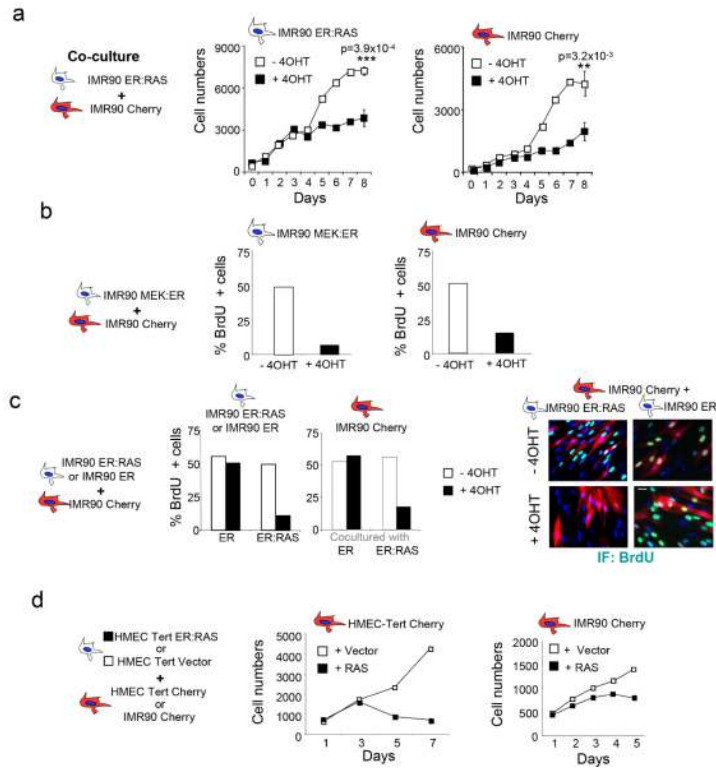 a
Co-culture
IMR90 ER:RAS
+
IMR90 Cherry
IMR90 ER:RAS
Cell numbers
9000
6000
3000
0
- 4OHT
+ 4OHT
p=3.9x10-4
***
0 1 2 3 4 5 6 7 8
Days
IMR90 Cherry
Cell numbers
6000
3000
0
- 4OHT
+ 4OHT
p=3.2x10-3
**
0 1 2 3 4 5 6 7 8
Days
b
IMR90 MEK:ER
+
IMR90 Cherry
IMR90 MEK:ER
% BrdU + cells
75
50
25
0
- 4OHT + 4OHT
IMR90 Cherry
% BrdU + cells
75
50
25
0
- 4OHT + 4OHT
c
IMR90 ER:RAS
or IMR90 ER
+
IMR90 Cherry
IMR90 ER:RAS
or IMR90 ER
% BrdU + cells
75
50
25
0
ER ER:RAS
IMR90 Cherry
75
50
25
0
Cocultured with
ER ER:RAS
- 4OHT
+ 4OHT
IMR90 Cherry +
IMR90 ER:RAS IMR90 ER
- 4OHT
+ 4OHT
IF: BrdU
d
HMEC Tert ER:RAS
or
HMEC Tert Vector
+
HMEC Tert Cherry
or
IMR90 Cherry
HMEC-Tert Cherry
Cell numbers
5000
4000
3000
2000
1000
0
+ Vector
+ RAS
1 3 5 7
Days
IMR90 Cherry
Cell numbers
2000
1500
1000
500
0
+ Vector
+ RAS
1 2 3 4 5
Days